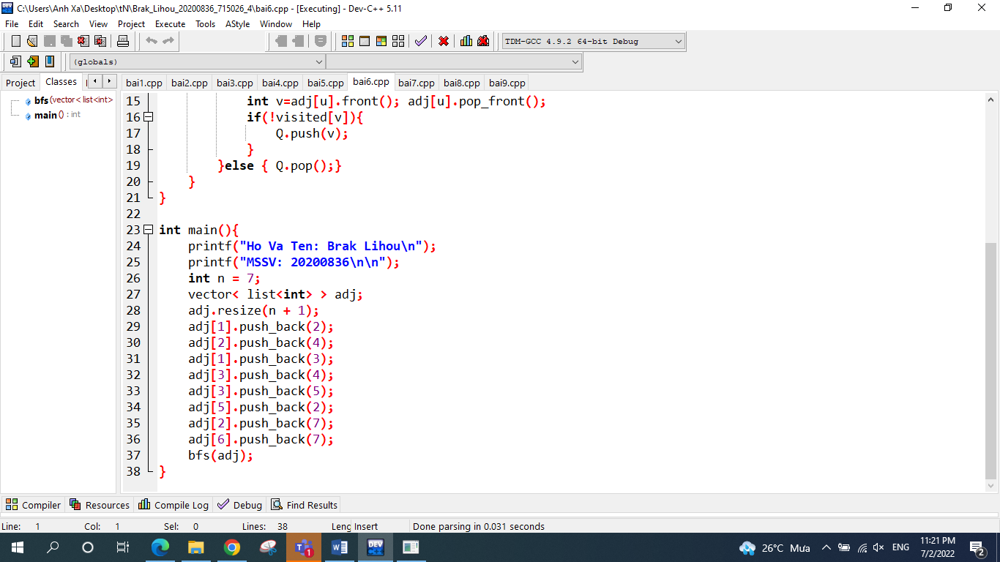 C:\Users\Anh Xa\Desktop\tN\Brak_Lihou_20200836_715026_4\bai6.cpp - [Executing] - Dev-C++ 5.11
File Edit Search View Project Execute Tools AStyle Window Help
TDM-GCC 4.9.2 64-bit Debug
(globals)
Project Classes bai1.cpp bai2.cpp bai3.cpp bai4.cpp bai5.cpp bai6.cpp bai7.cpp bai8.cpp bai9.cpp
bfs (vector < list<int>
main () : int
15 int v=adj[u].front(); adj[u].pop_front();
16 if(!visited[v]){
17 Q.push(v);
18 }
19 }else { Q.pop();}
20 }
21 }
22
23 int main(){
24 printf("Ho Va Ten: Brak Lihou\n");
25 printf("MSSV: 20200836\n\n");
26 int n = 7;
27 vector< list<int> > adj;
28 adj.resize(n + 1);
29 adj[1].push_back(2);
30 adj[2].push_back(4);
31 adj[1].push_back(3);
32 adj[3].push_back(4);
33 adj[3].push_back(5);
34 adj[5].push_back(2);
35 adj[2].push_back(7);
36 adj[6].push_back(7);
37 bfs(adj);
38 }
Compiler Resources Compile Log Debug Find Results
Line: 1 Col: 1 Sel: 0 Lines: 38 Leng Insert Done parsing in 0.031 seconds
DEV 26°C Mưa ENG 11:21 PM
7/2/2022
1
2